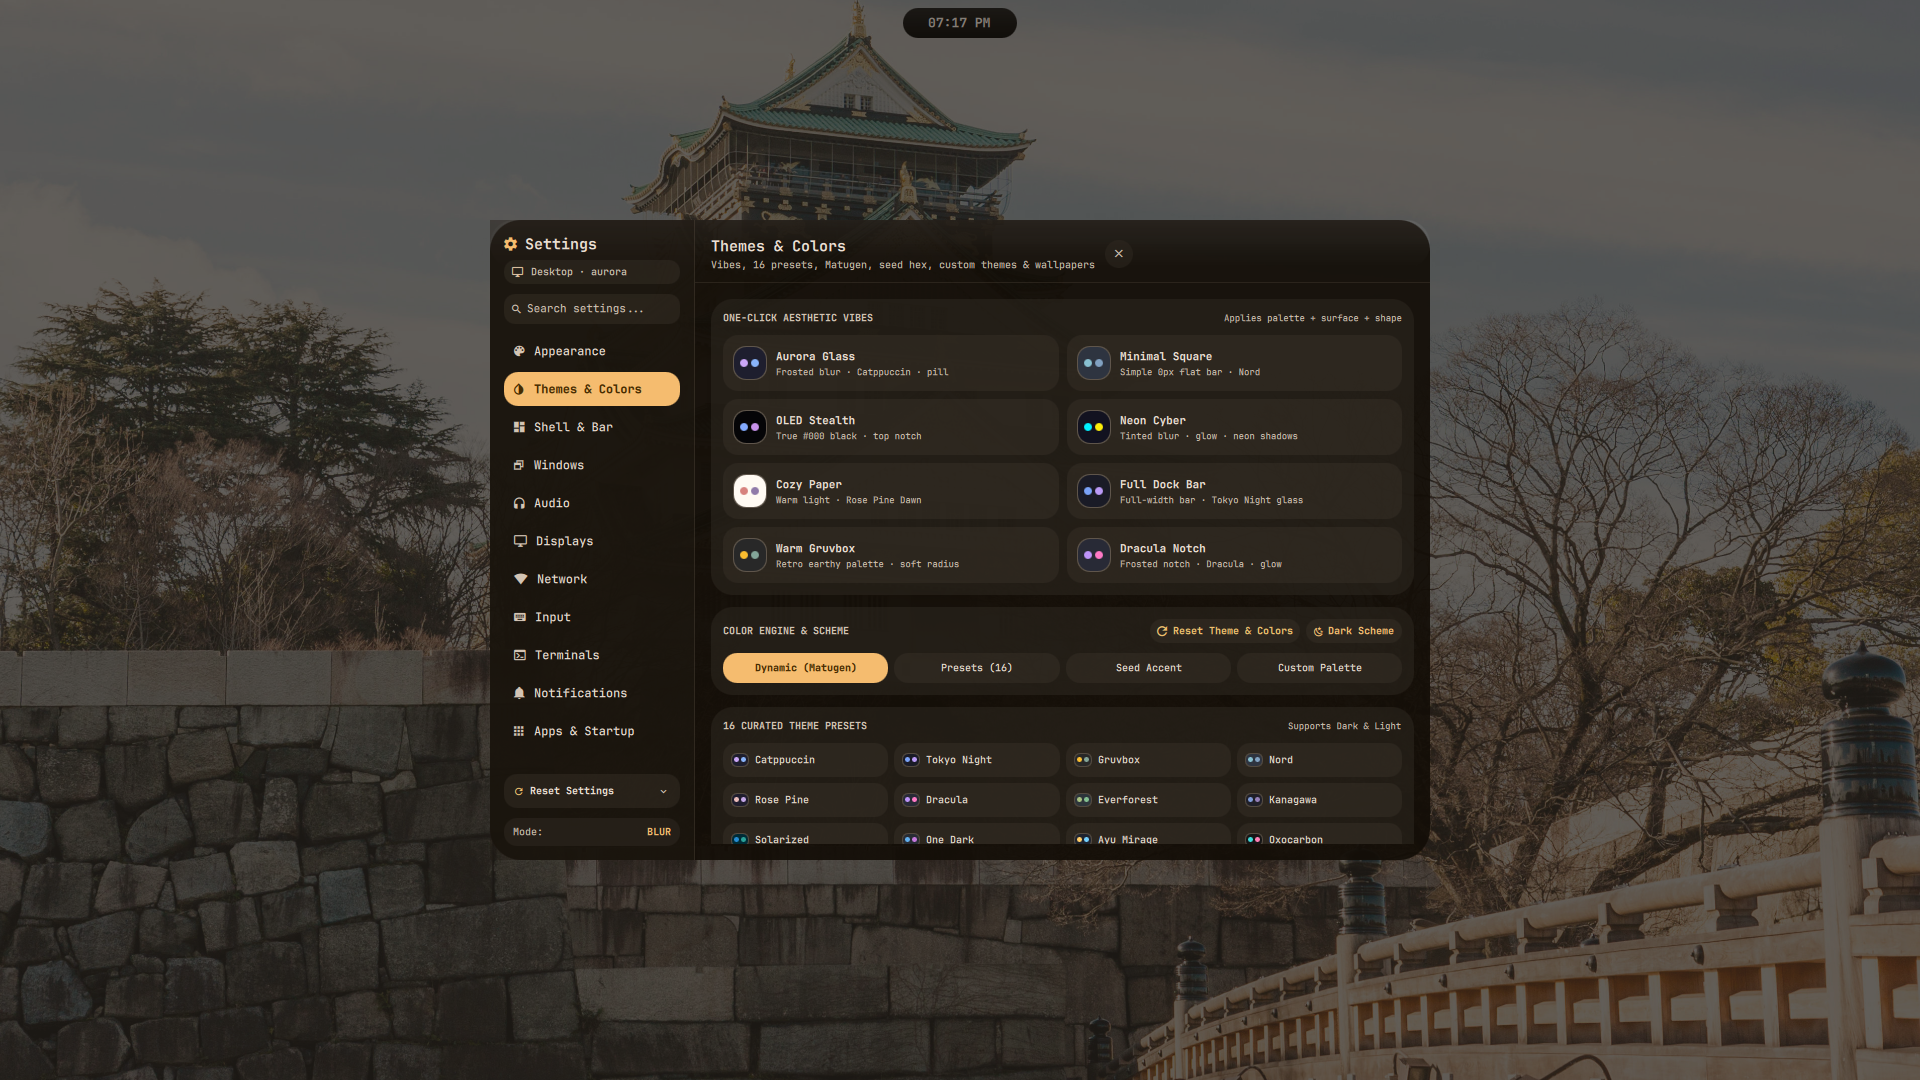 07:17 PM
Settings
Desktop · aurora
Search settings...
Appearance
Themes & Colors
Shell & Bar
Windows
Audio
Displays
Network
Input
Terminals
Notifications
Apps & Startup
Reset Settings
Mode: BLUR
Themes & Colors
Vibes, 16 presets, Matugen, seed hex, custom themes & wallpapers
ONE-CLICK AESTHETIC VIBES
Applies palette + surface + shape
Aurora Glass
Frosted blur · Catppuccin · pill
Minimal Square
Simple 0px flat bar · Nord
OLED Stealth
True #000 black · top notch
Neon Cyber
Tinted blur · glow · neon shadows
Cozy Paper
Warm light · Rose Pine Dawn
Full Dock Bar
Full-width bar · Tokyo Night glass
Warm Gruvbox
Retro earthy palette · soft radius
Dracula Notch
Frosted notch · Dracula · glow
COLOR ENGINE & SCHEME
Reset Theme & Colors
Dark Scheme
Dynamic (Matugen)
Presets (16)
Seed Accent
Custom Palette
16 CURATED THEME PRESETS
Supports Dark & Light
Catppuccin
Tokyo Night
Gruvbox
Nord
Rose Pine
Dracula
Everforest
Kanagawa
Solarized
One Dark
Ayu Mirage
Oxocarbon